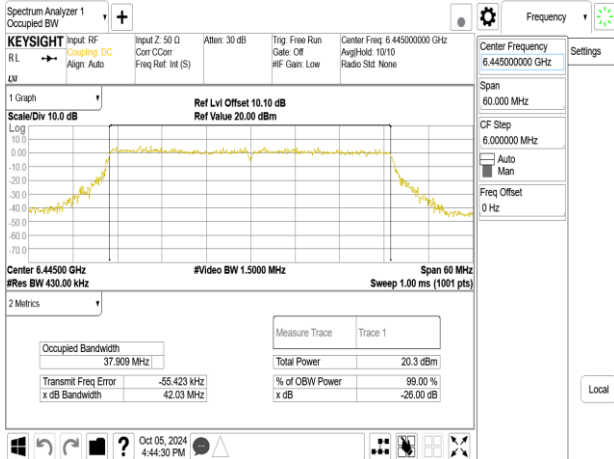 Spectrum Analyzer 1
Occupied BW
+
Frequency
KEYSIGHT
RL
LXI
Input: RF
Coupling: DC
Align: Auto
Input Z: 50 Ω
Corr CCorr
Freq Ref: Int (S)
Atten: 30 dB
Trig: Free Run
Gate: Off
#IF Gain: Low
Center Freq: 6.445000000 GHz
Avg|Hold: 10/10
Radio Std: None
Center Frequency
6.445000000 GHz
Settings
Span
60.000 MHz
CF Step
6.000000 MHz
Auto
Man
Freq Offset
0 Hz
Local
1 Graph
Scale/Div 10.0 dB
Ref Lvl Offset 10.10 dB
Ref Value 20.00 dBm
Log
10.0
0.00
-10.0
-20.0
-30.0
-40.0
-50.0
-60.0
-70.0
Center 6.44500 GHz
#Res BW 430.00 kHz
#Video BW 1.5000 MHz
Span 60 MHz
Sweep 1.00 ms (1001 pts)
2 Metrics
Measure Trace Trace 1
Occupied Bandwidth
37.909 MHz
Total Power 20.3 dBm
Transmit Freq Error -55.423 kHz
% of OBW Power 99.00 %
x dB Bandwidth 42.03 MHz
x dB -26.00 dB
?
Oct 05, 2024
4:44:30 PM